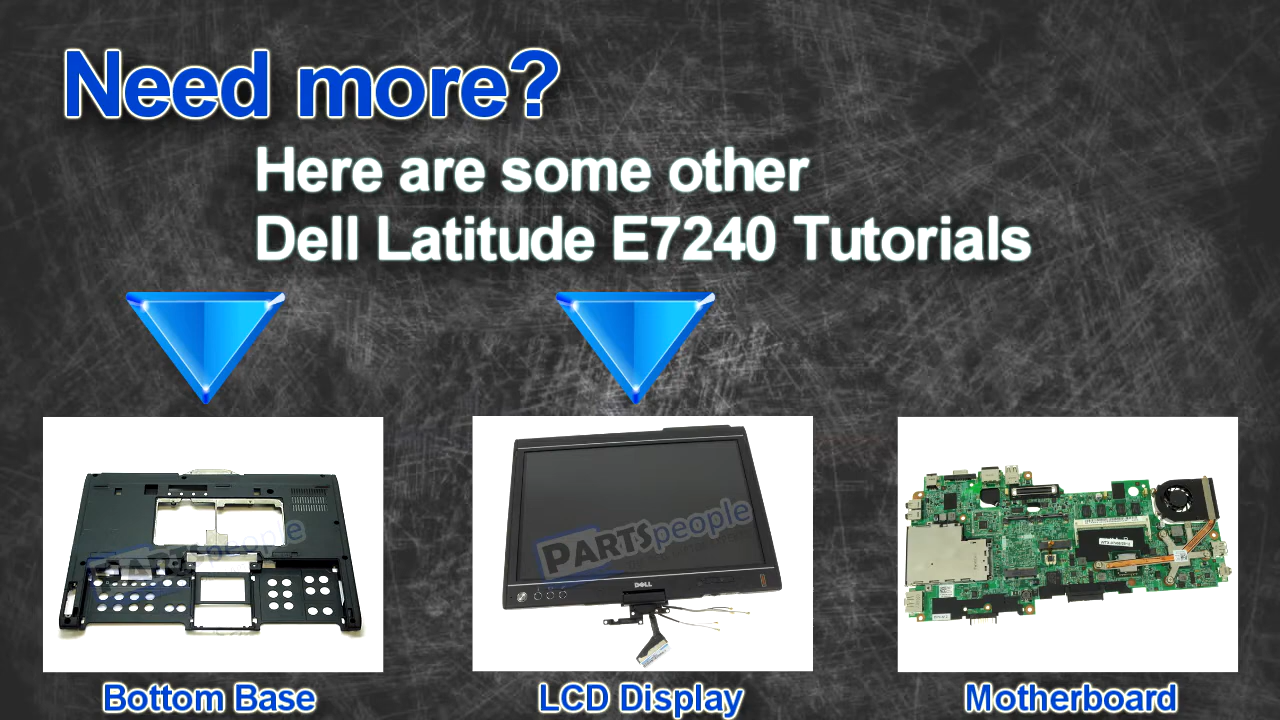 Need more?
Here are some other
Dell Latitude E7240 Tutorials
PARTSpeople
PARTSpeople
DELL
Bottom Base
LCD Display
Motherboard